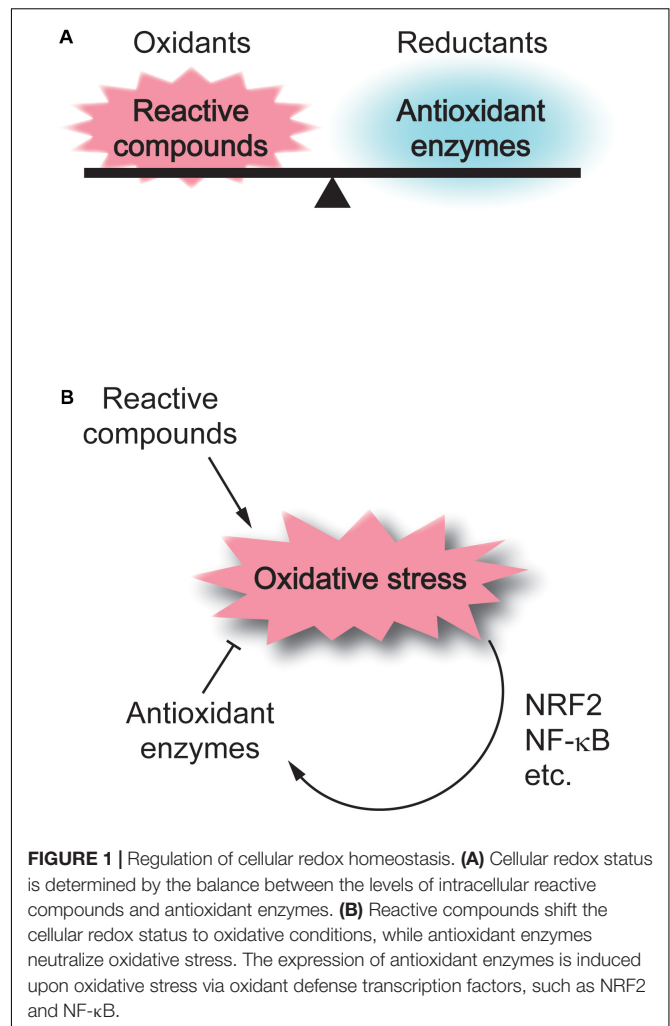 A
Oxidants Reductants
Reactive Antioxidant
compounds enzymes
B
Reactive
compounds
Oxidative stress
Antioxidant
enzymes
NRF2
NF-κB
etc.
FIGURE 1 | Regulation of cellular redox homeostasis. (A) Cellular redox status
is determined by the balance between the levels of intracellular reactive
compounds and antioxidant enzymes. (B) Reactive compounds shift the
cellular redox status to oxidative conditions, while antioxidant enzymes
neutralize oxidative stress. The expression of antioxidant enzymes is induced
upon oxidative stress via oxidant defense transcription factors, such as NRF2
and NF-κB.